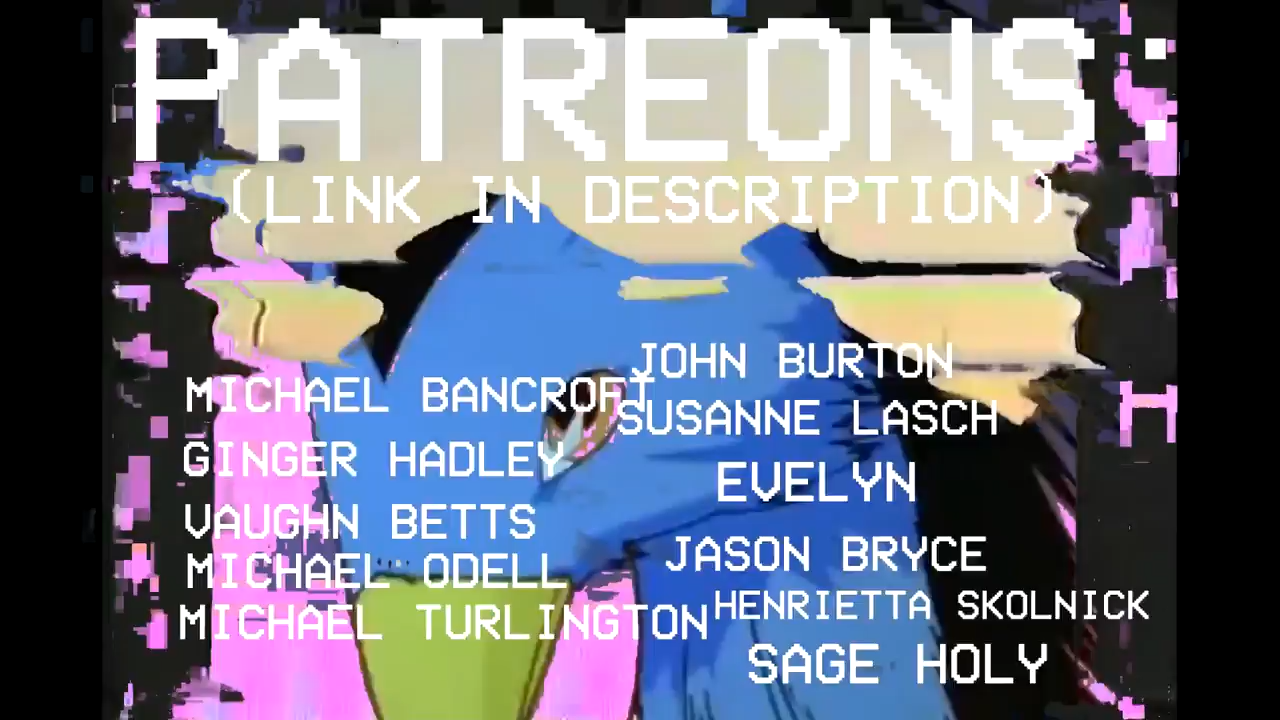 PATREONS:
(LINK IN DESCRIPTION)
MICHAEL BANCROFT
GINGER HADLEY
VAUGHN BETTS
MICHAEL ODELL
MICHAEL TURLINGTON
JOHN BURTON
SUSANNE LASCH
EVELYN
JASON BRYCE
HENRIETTA SKOLNICK
SAGE HOLY